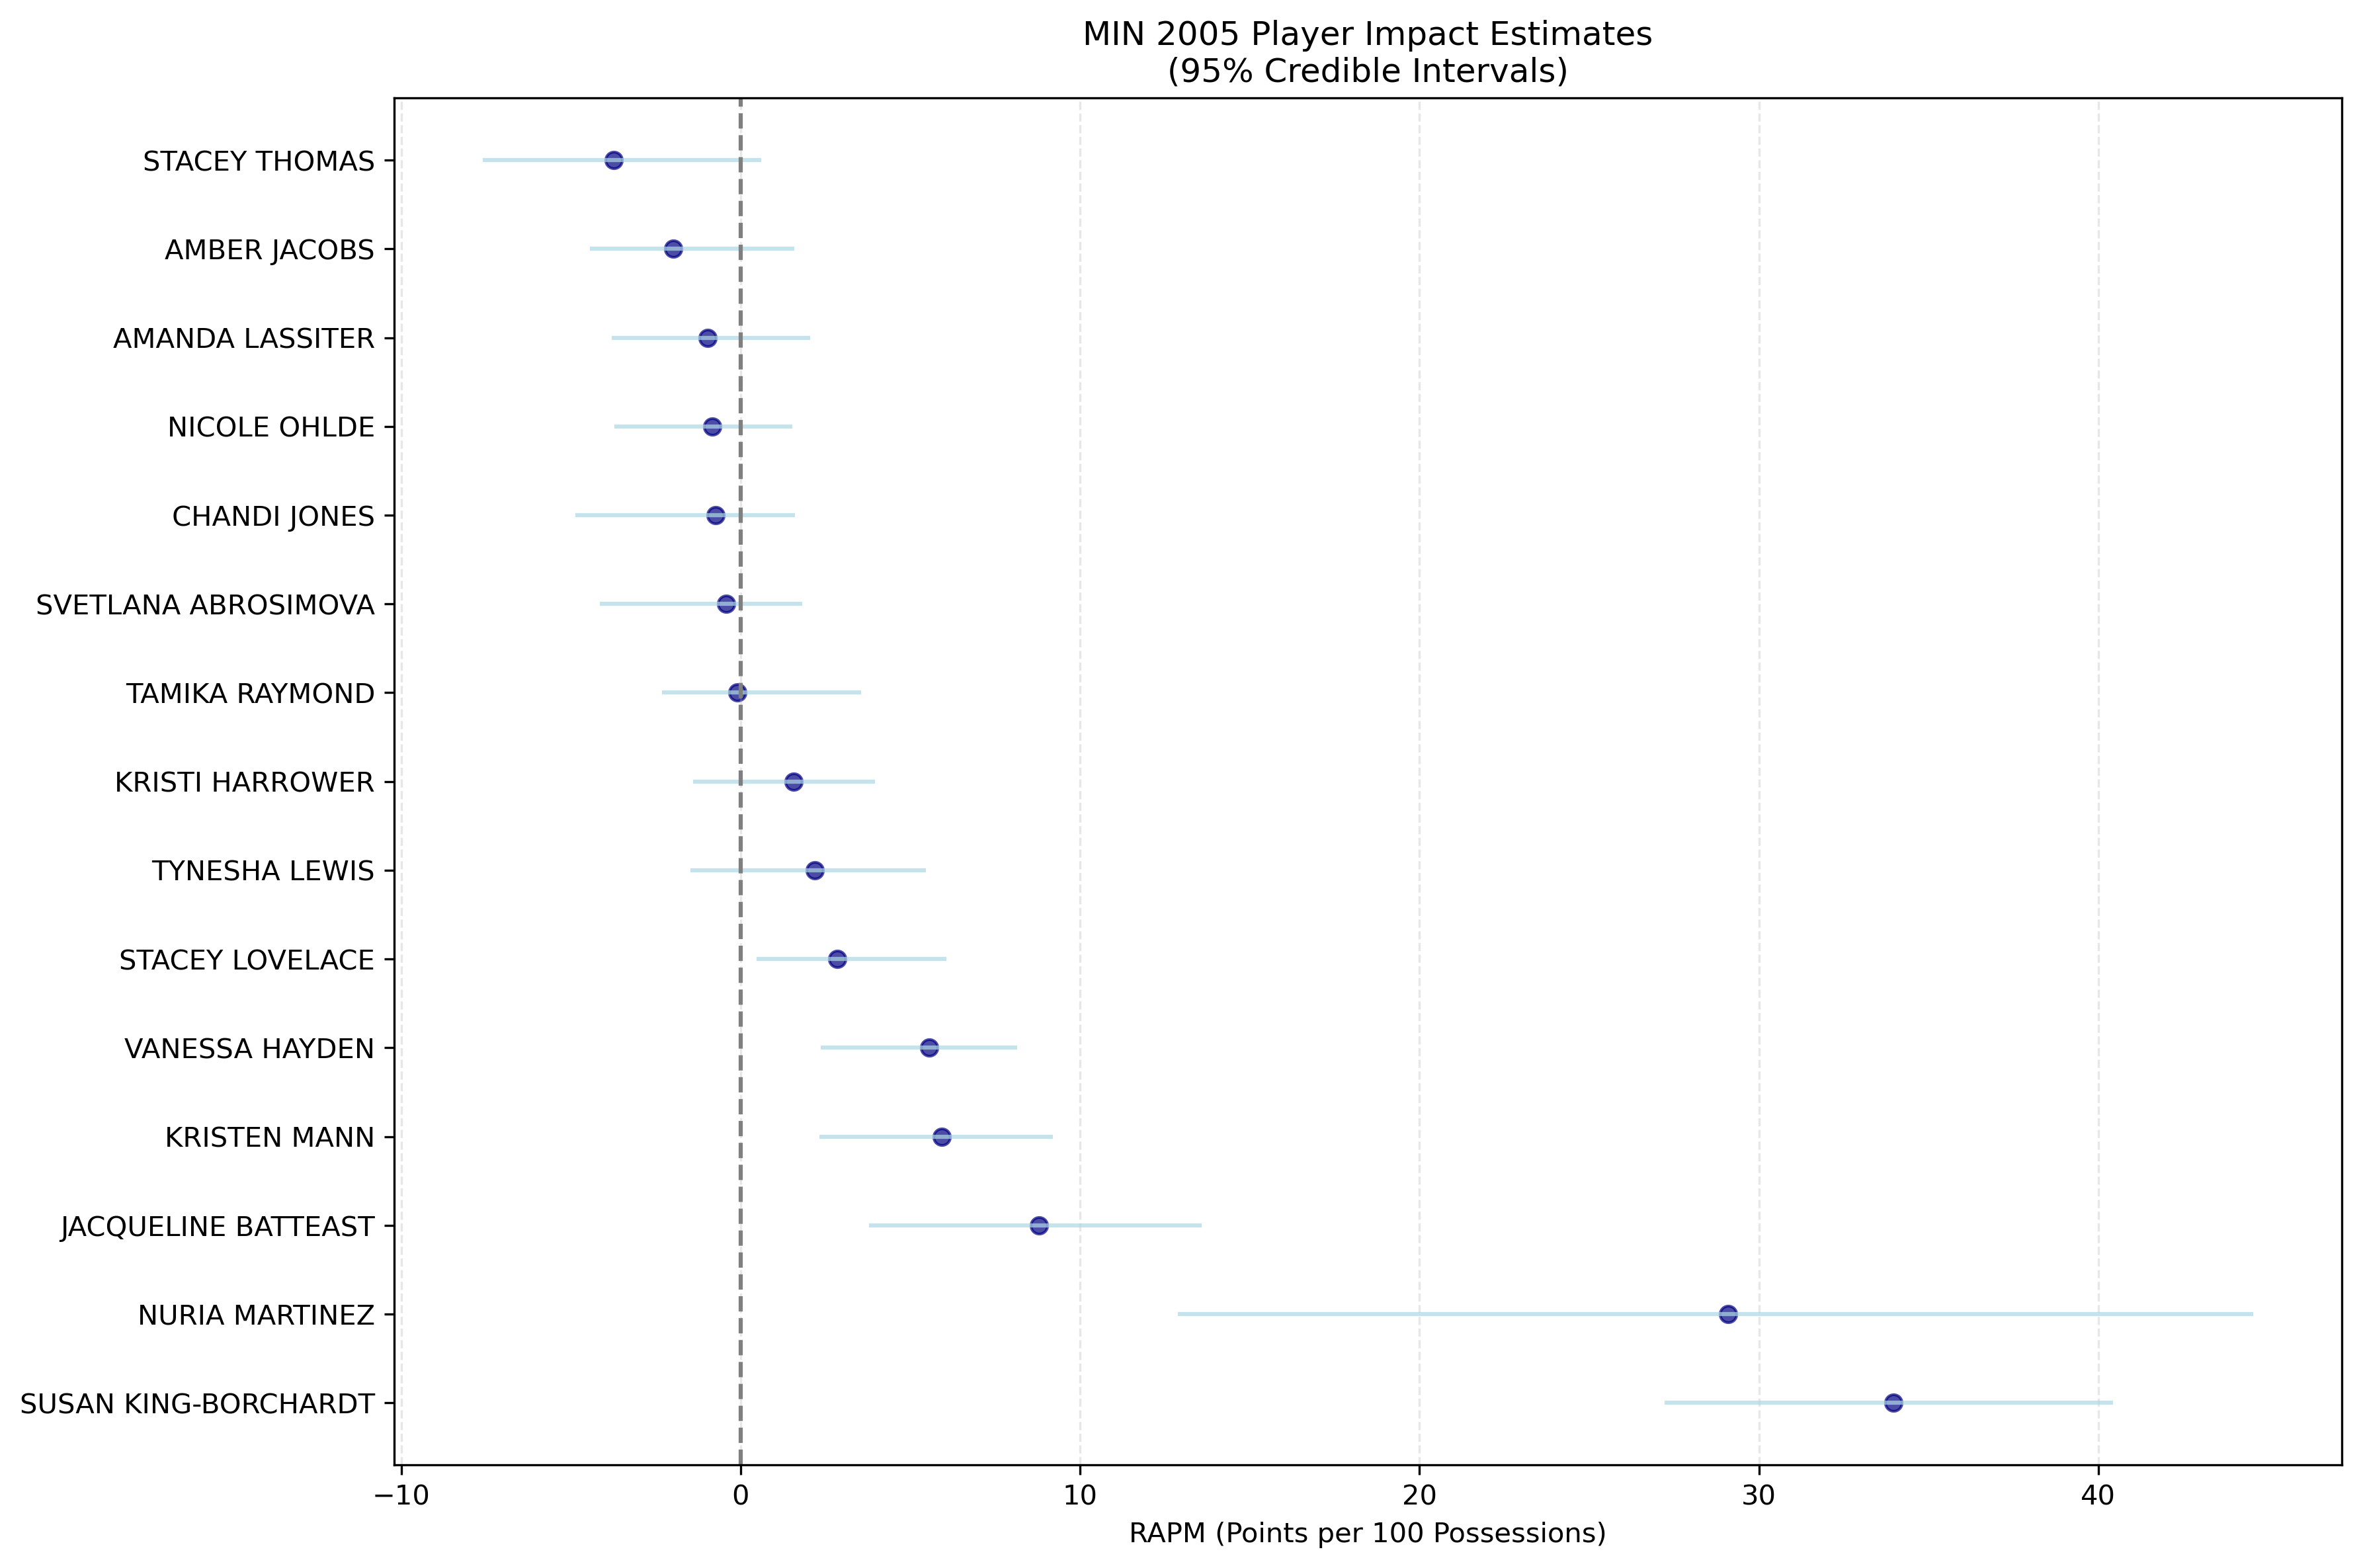 MIN 2005 Player Impact Estimates
(95% Credible Intervals)
STACEY THOMAS
AMBER JACOBS
AMANDA LASSITER
NICOLE OHLDE
CHANDI JONES
SVETLANA ABROSIMOVA
TAMIKA RAYMOND
KRISTI HARROWER
TYNESHA LEWIS
STACEY LOVELACE
VANESSA HAYDEN
KRISTEN MANN
JACQUELINE BATTEAST
NURIA MARTINEZ
SUSAN KING-BORCHARDT
−10 0 10 20 30 40
RAPM (Points per 100 Possessions)